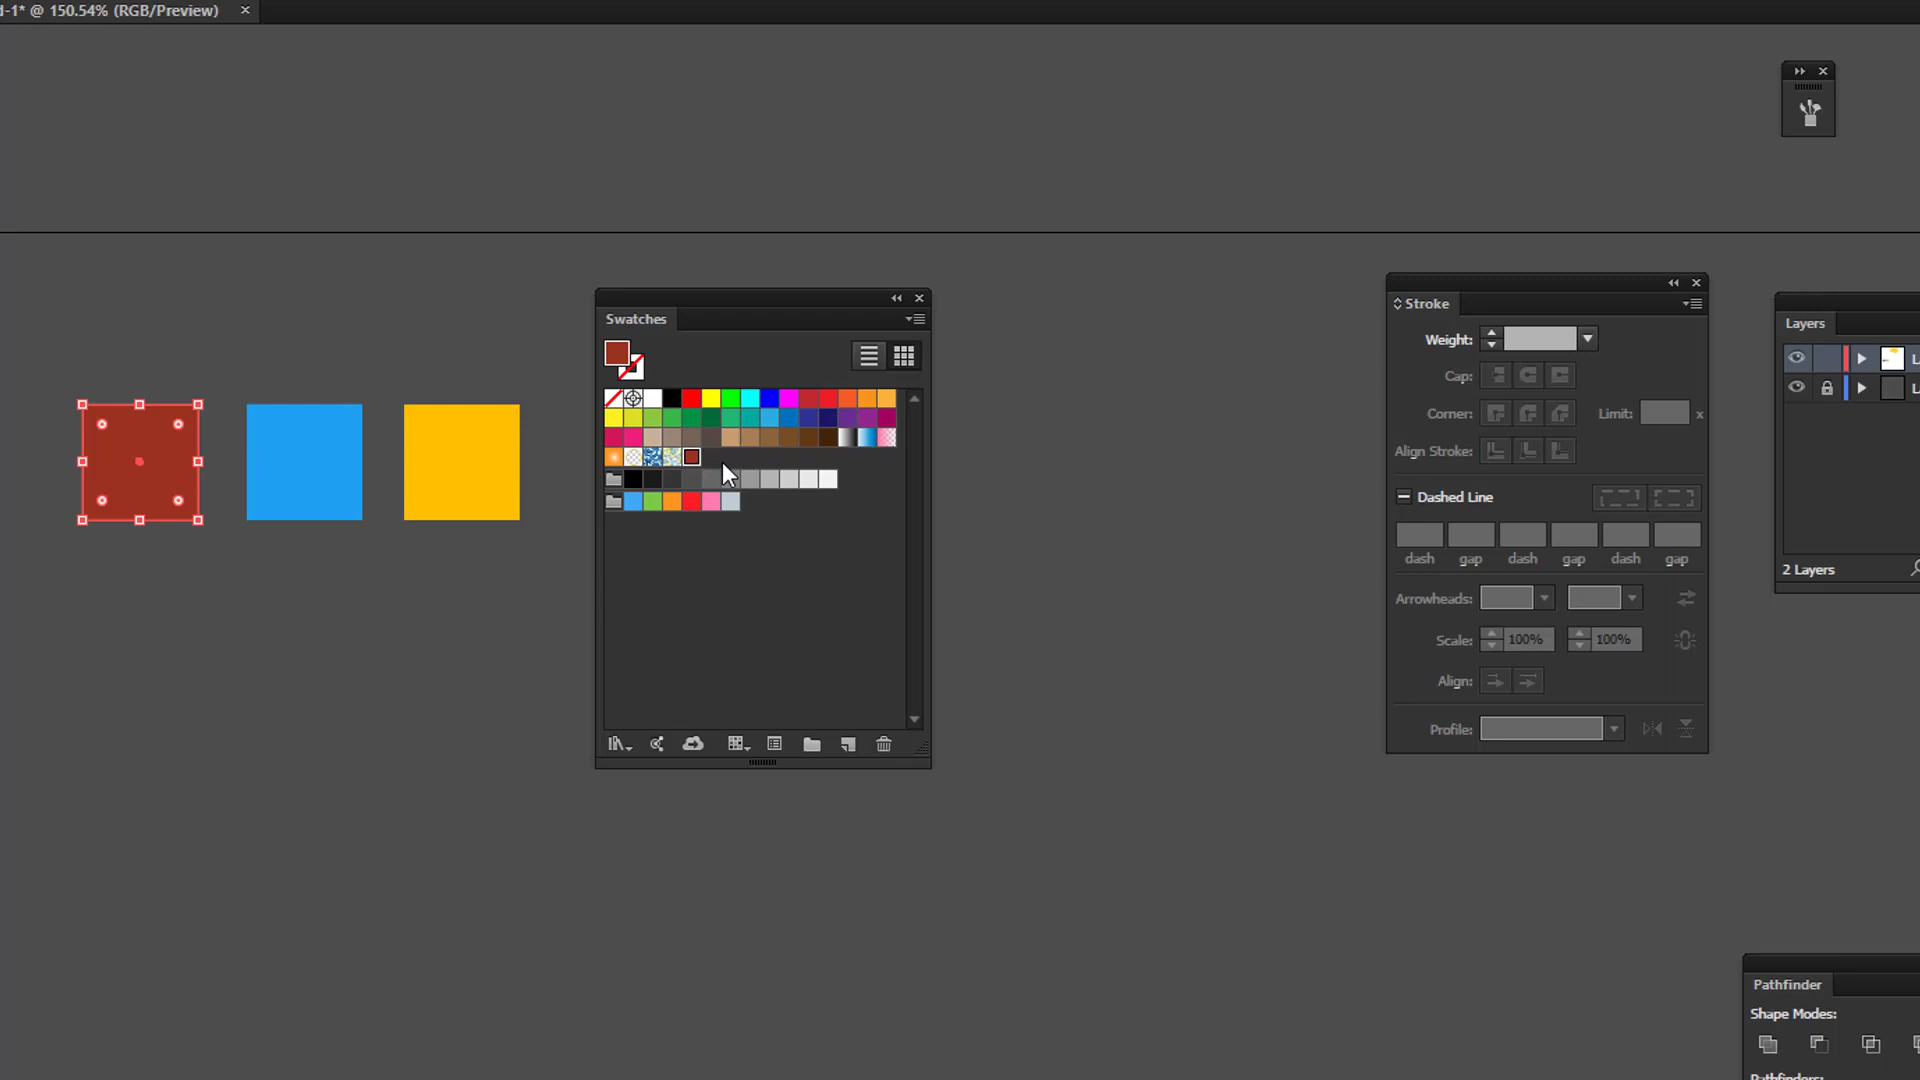 d-1* @ 150.54% (RGB/Preview)
Swatches
Stroke
Weight:
Cap:
Corner:
Limit:
x
Align Stroke:
Dashed Line
dash gap dash gap dash gap
Arrowheads:
Scale: 100% 100%
Align:
Profile:
Layers
L
L
2 Layers
Pathfinder
Shape Modes:
Pathfinders: